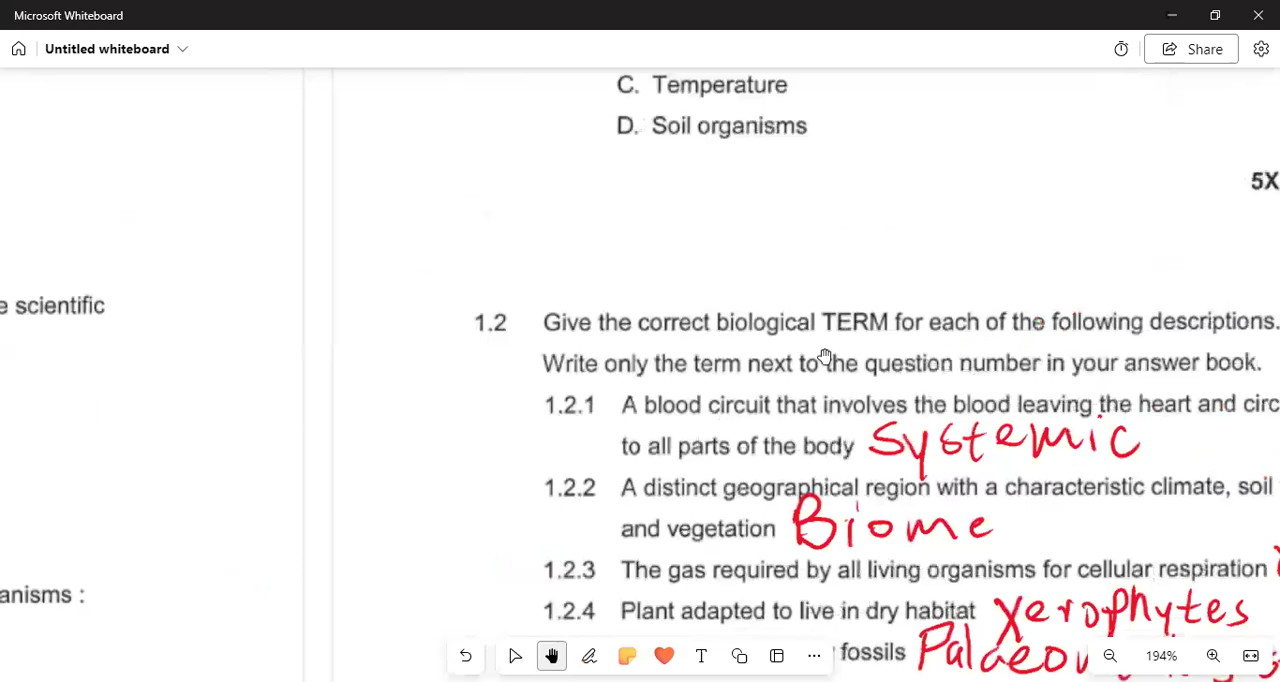 Microsoft Whiteboard
Untitled whiteboard
Share
C. Temperature
D. Soil organisms
5X
e scientific
1.2 Give the correct biological TERM for each of the following descriptions.
Write only the term next to the question number in your answer book.
1.2.1 A blood circuit that involves the blood leaving the heart and circ
to all parts of the body Systemic
1.2.2 A distinct geographical region with a characteristic climate, soil
and vegetation Biome
1.2.3 The gas required by all living organisms for cellular respiration
anisms :
1.2.4 Plant adapted to live in dry habitat Xerophytes
fossils
194%